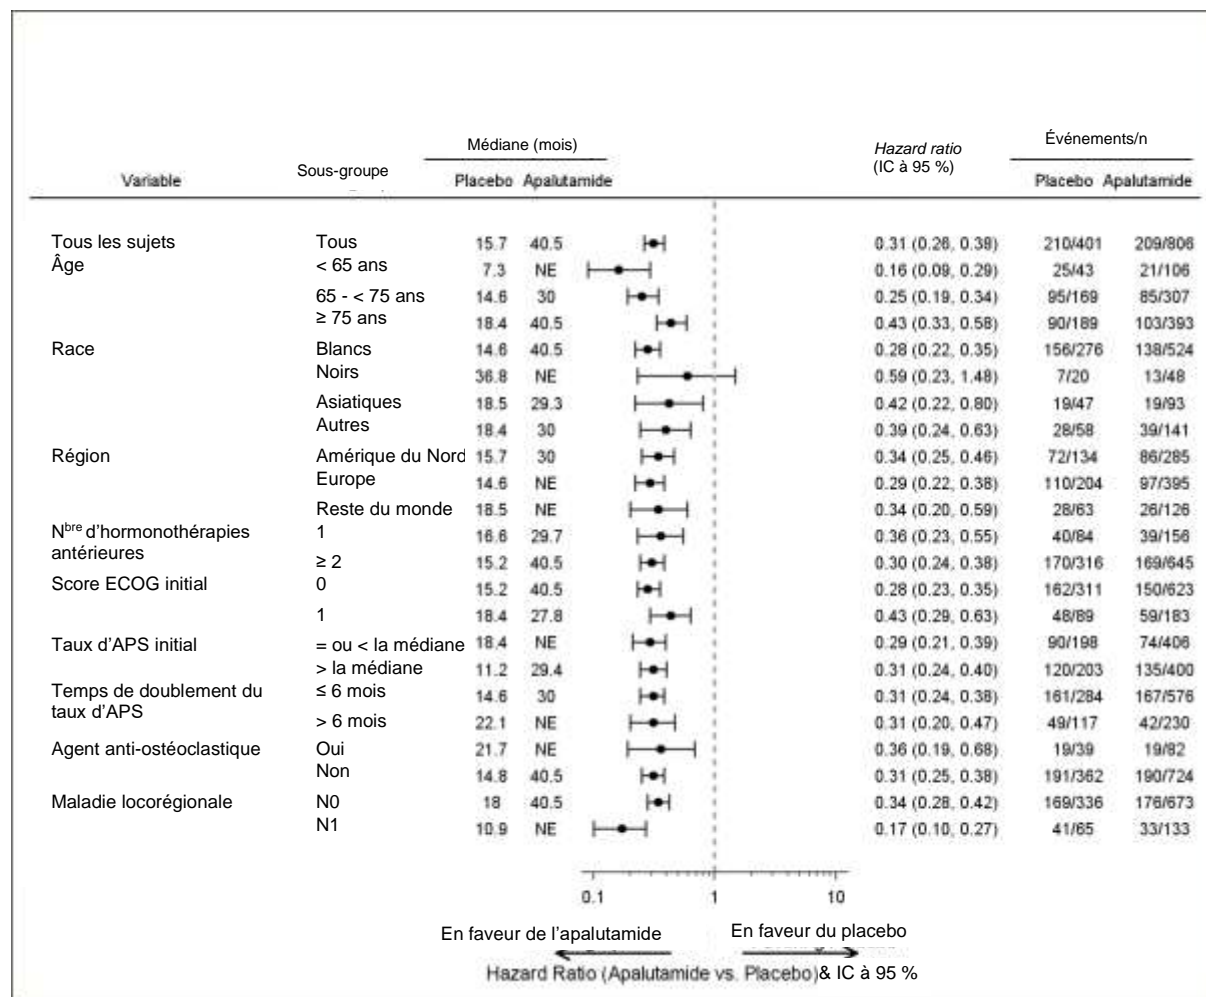 Médiane (mois) Hazard ratio (IC à 95 %) Événements/n
Variable Sous-groupe Placebo Apalutamide Placebo Apalutamide
Tous les sujets Tous 15.7 40.5 0.31 (0.26, 0.38) 210/401 209/806
Âge < 65 ans 7.3 NE 0.16 (0.09, 0.29) 25/43 21/106
65 - < 75 ans 14.6 30 0.25 (0.19, 0.34) 95/169 85/307
≥ 75 ans 18.4 40.5 0.43 (0.33, 0.58) 90/189 103/393
Race Blancs 14.6 40.5 0.28 (0.22, 0.35) 156/276 138/524
Noirs 36.8 NE 0.59 (0.23, 1.48) 7/20 13/48
Asiatiques 18.5 29.3 0.42 (0.22, 0.80) 19/47 19/93
Autres 18.4 30 0.39 (0.24, 0.63) 28/58 39/141
Région Amérique du Nord 15.7 30 0.34 (0.25, 0.46) 72/134 86/285
Europe 14.6 NE 0.29 (0.22, 0.38) 110/204 97/395
Reste du monde 18.5 NE 0.34 (0.20, 0.59) 28/63 26/126
Nbre d'hormonothérapies antérieures 1 16.6 29.7 0.36 (0.23, 0.55) 40/84 39/156
≥ 2 15.2 40.5 0.30 (0.24, 0.38) 170/316 169/645
Score ECOG initial 0 15.2 40.5 0.28 (0.23, 0.35) 162/311 150/623
1 18.4 27.8 0.43 (0.29, 0.63) 48/89 59/183
Taux d'APS initial = ou < la médiane 18.4 NE 0.29 (0.21, 0.39) 90/198 74/406
> la médiane 11.2 29.4 0.31 (0.24, 0.40) 120/203 135/400
Temps de doublement du taux d'APS ≤ 6 mois 14.6 30 0.31 (0.24, 0.38) 161/284 167/576
> 6 mois 22.1 NE 0.31 (0.20, 0.47) 49/117 42/230
Agent anti-ostéoclastique Oui 21.7 NE 0.36 (0.19, 0.68) 19/39 19/82
Non 14.8 40.5 0.31 (0.25, 0.38) 191/362 190/724
Maladie locorégionale N0 18 40.5 0.34 (0.28, 0.42) 169/336 176/673
N1 10.9 NE 0.17 (0.10, 0.27) 41/65 33/133
0.1 1 10
En faveur de l'apalutamide En faveur du placebo
Hazard Ratio (Apalutamide vs. Placebo)& IC à 95 %